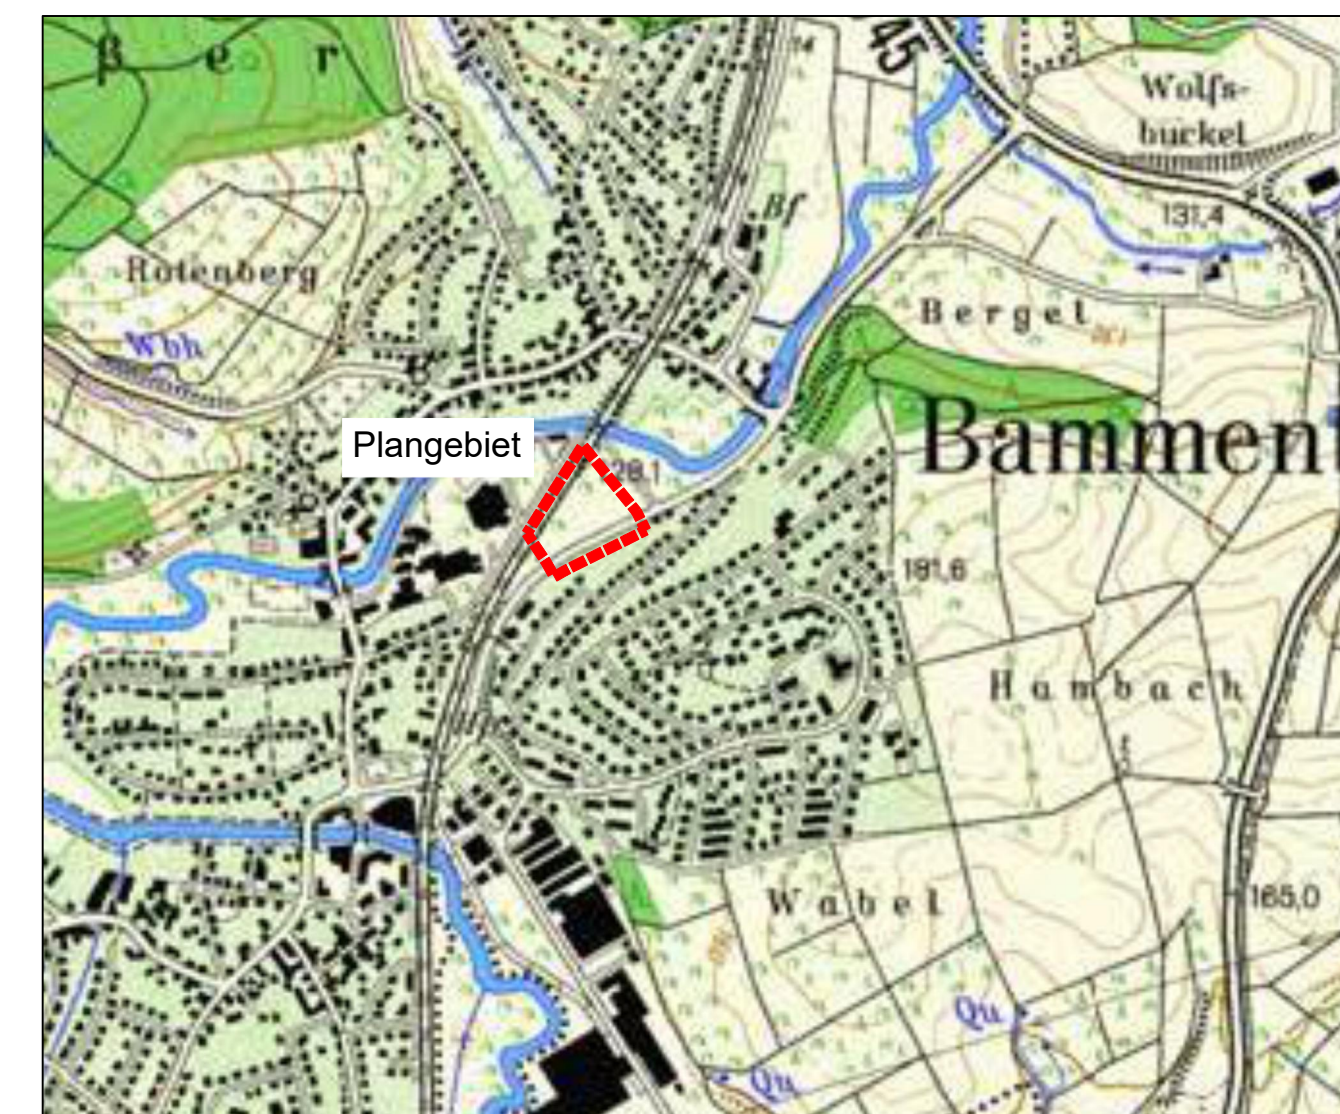 ß e r
45
Wolfs-
buckel
Bf
131,4
Rotenberg
Bergel
Wbh
Plangebiet
28,1
Bammen
181,6
Hambach
Wabel
165,0
Qu
Qu